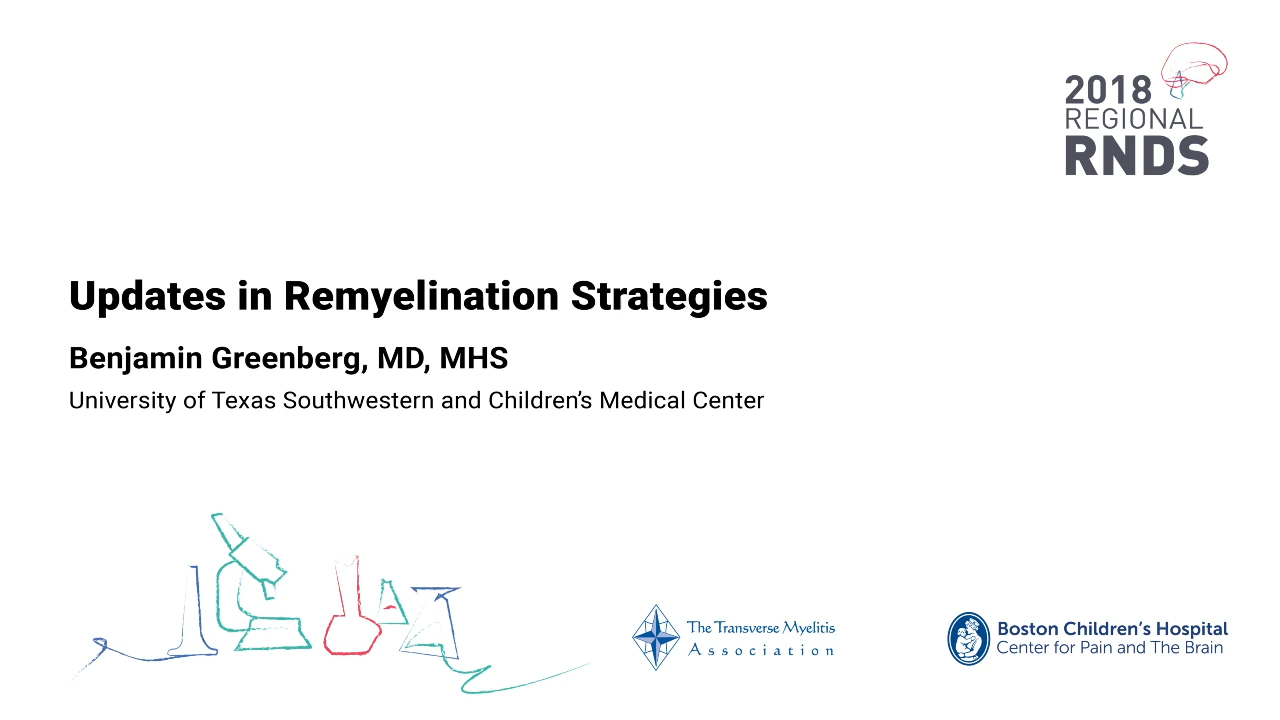 2018
REGIONAL
RNDS
Updates in Remyelination Strategies
Benjamin Greenberg, MD, MHS
University of Texas Southwestern and Children’s Medical Center
The Transverse Myelitis
Association
Boston Children’s Hospital
Center for Pain and The Brain